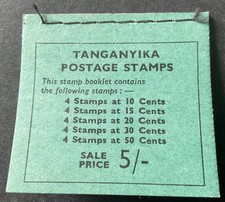 TANGANYIKA
POSTAGE STAMPS
This stamp booklet contains
the following stamps : —
4 Stamps at 10 Cents
4 Stamps at 15 Cents
4 Stamps at 20 Cents
4 Stamps at 30 Cents
4 Stamps at 50 Cents
SALE PRICE 5/-